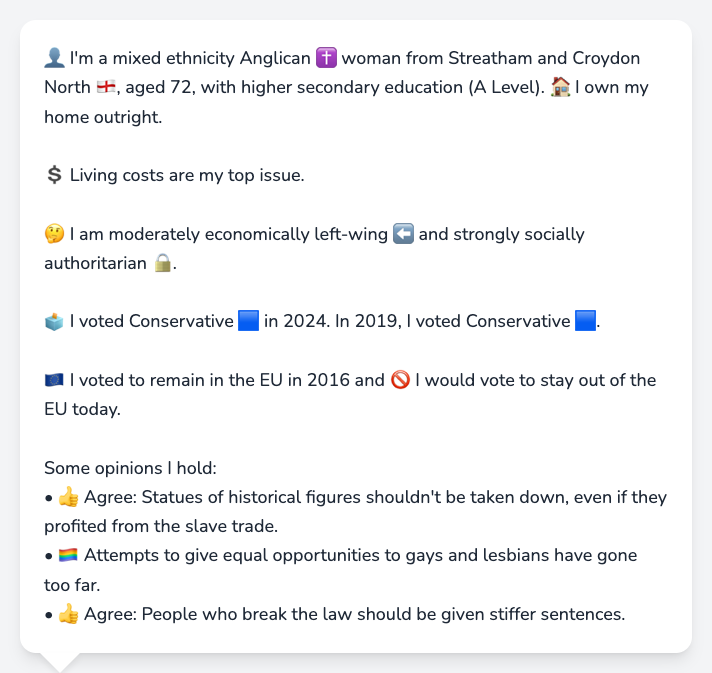 👤 I'm a mixed ethnicity Anglican ✝️ woman from Streatham and Croydon
North 🏴󠁧󠁢󠁥󠁮󠁧󠁿, aged 72, with higher secondary education (A Level). 🏠 I own my
home outright.
💲 Living costs are my top issue.
🤔 I am moderately economically left-wing ⬅️ and strongly socially
authoritarian 🔒.
🗳️ I voted Conservative 🟦 in 2024. In 2019, I voted Conservative 🟦.
🇪🇺 I voted to remain in the EU in 2016 and 🚫 I would vote to stay out of the
EU today.
Some opinions I hold:
• 👍 Agree: Statues of historical figures shouldn't be taken down, even if they
profited from the slave trade.
• 🏳️‍🌈 Attempts to give equal opportunities to gays and lesbians have gone
too far.
• 👍 Agree: People who break the law should be given stiffer sentences.